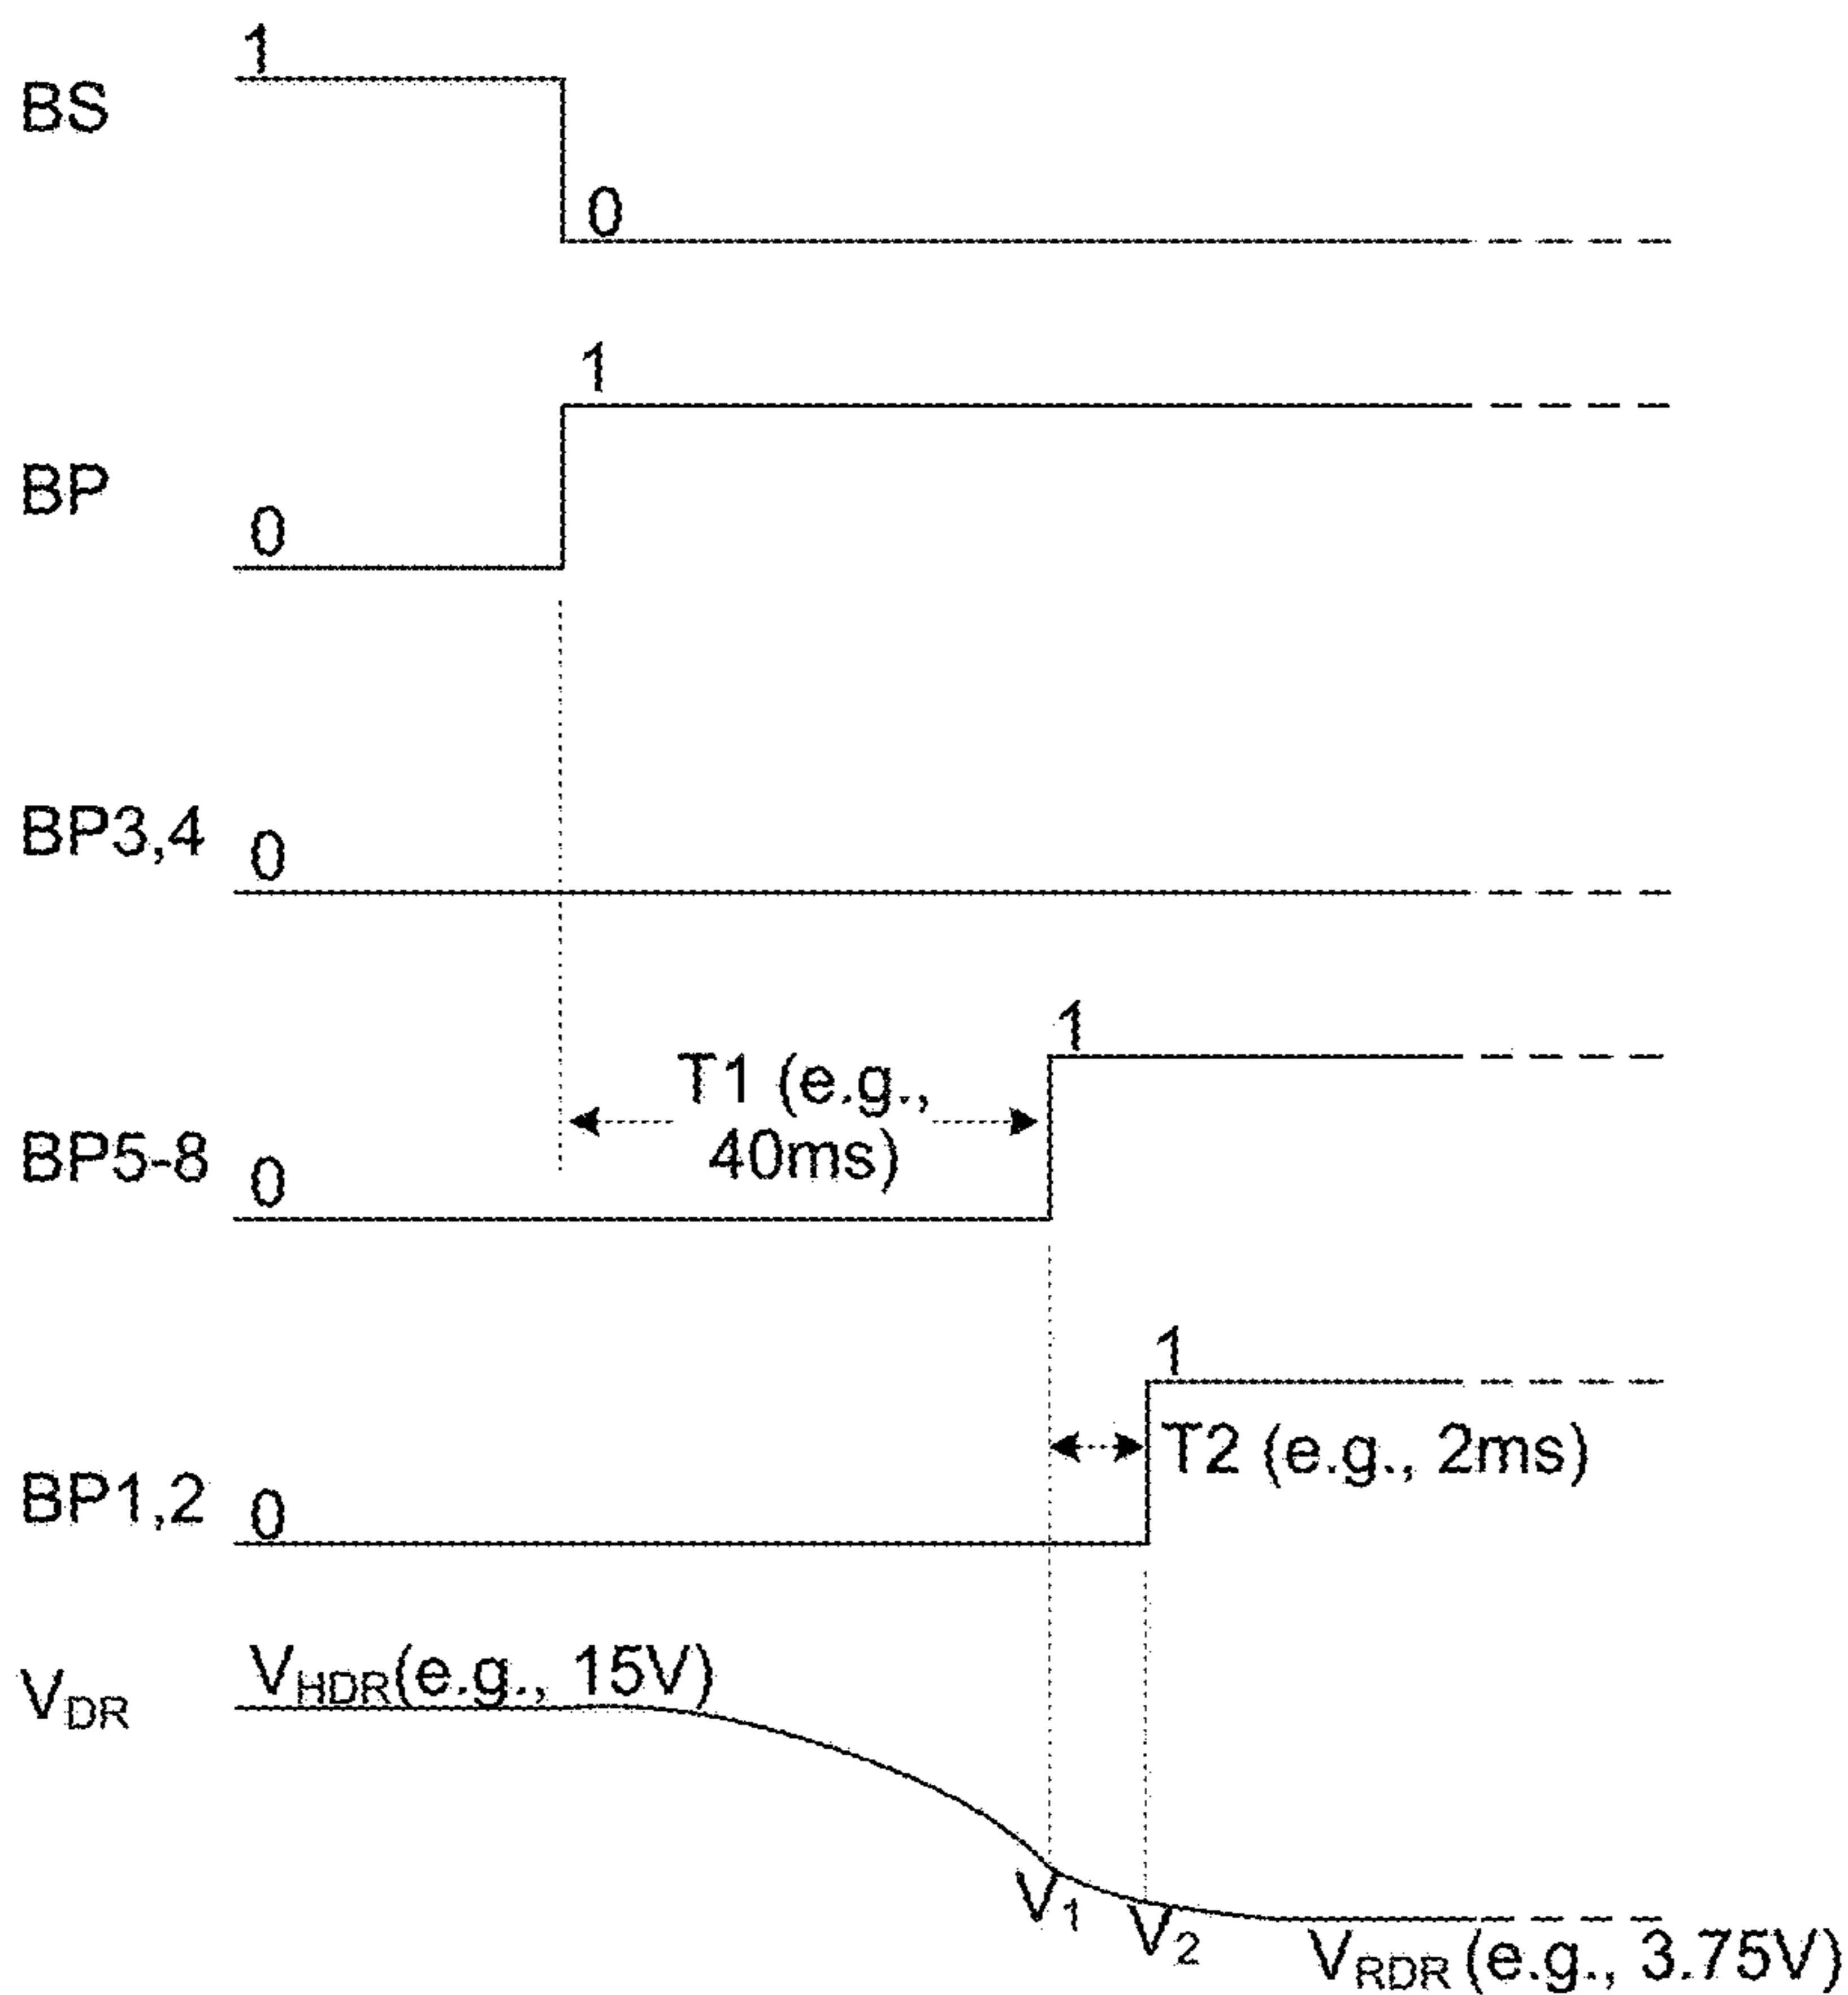 1
BS
0
1
BP
0
BP3,4 0
1
T1 (e.g.,
40ms)
BP5-8 0
1
T2 (e.g., 2ms)
BP1,2 0
VHDR(e.g., 15V)
VDR
V1
V2
VRDR(e.g., 3.75V)